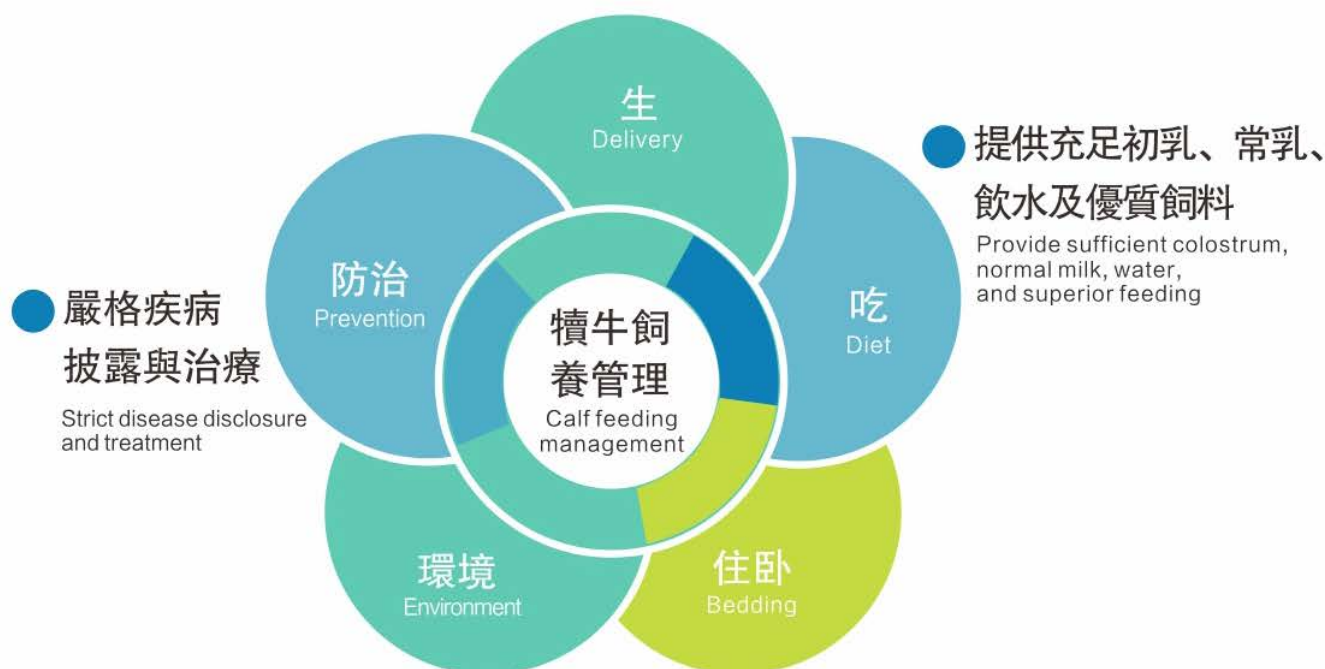 生
Delivery
提供充足初乳、常乳、
飲水及優質飼料
Provide sufficient colostrum,
normal milk, water,
and superior feeding
防治
Prevention
吃
Diet
嚴格疾病
披露與治療
Strict disease disclosure
and treatment
犢牛飼
養管理
Calf feeding
management
環境
Environment
住卧
Bedding